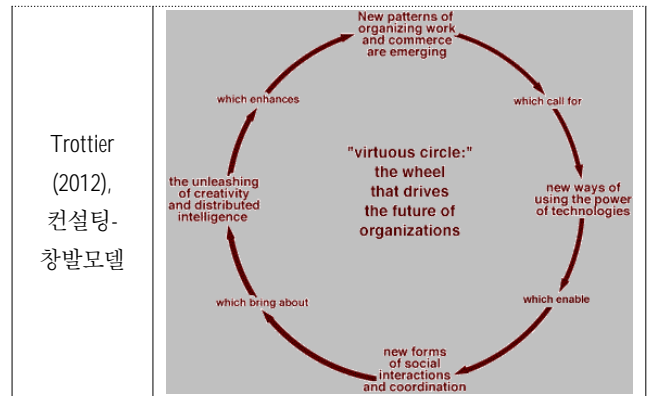 Trottier
(2012),
컨설팅-
창발모델
New patterns of
organizing work
and commerce
are emerging
which call for
new ways of
using the power
of technologies
which enable
new forms
of social
interactions
and coordination
which bring about
the unleashing
of creativity
and distributed
intelligence
which enhances
"virtuous circle:"
the wheel
that drives
the future of
organizations